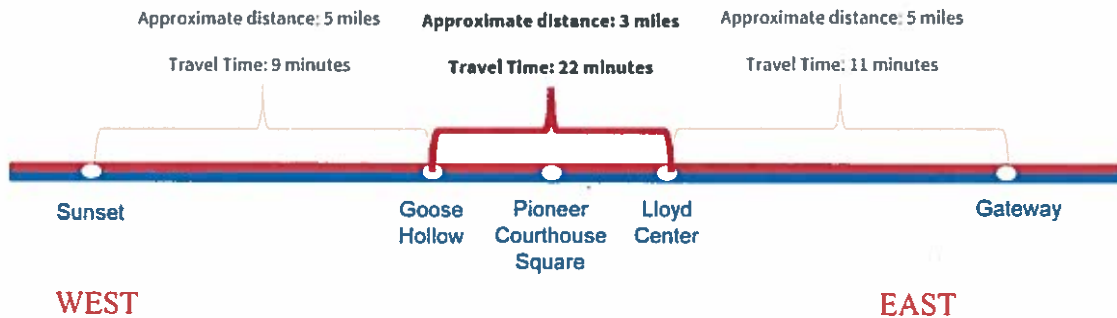 Approximate distance: 5 miles
Approximate distance: 3 miles
Approximate distance: 5 miles
Travel Time: 9 minutes
Travel Time: 22 minutes
Travel Time: 11 minutes
Sunset
Goose
Hollow
Pioneer
Courthouse
Square
Lloyd
Center
Gateway
WEST
EAST